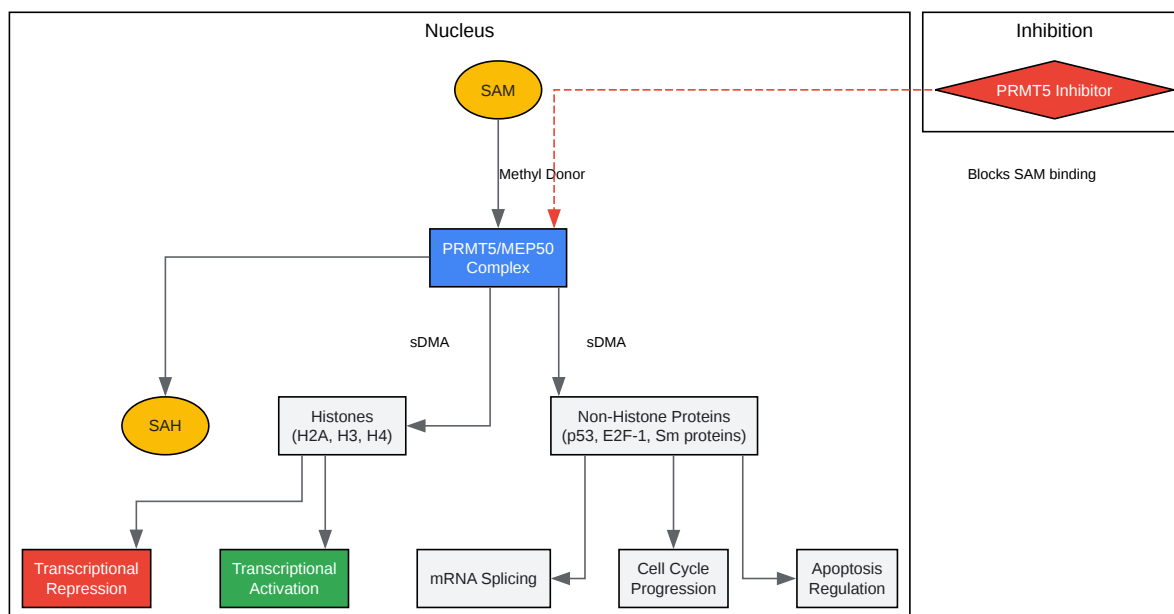 Nucleus
Inhibition
SAM
PRMT5 Inhibitor
Methyl Donor
Blocks SAM binding
PRMT5/MEP50
Complex
sDMA
sDMA
SAH
Histones
(H2A, H3, H4)
Non-Histone Proteins
(p53, E2F-1, Sm proteins)
Transcriptional
Repression
Transcriptional
Activation
mRNA Splicing
Cell Cycle
Progression
Apoptosis
Regulation